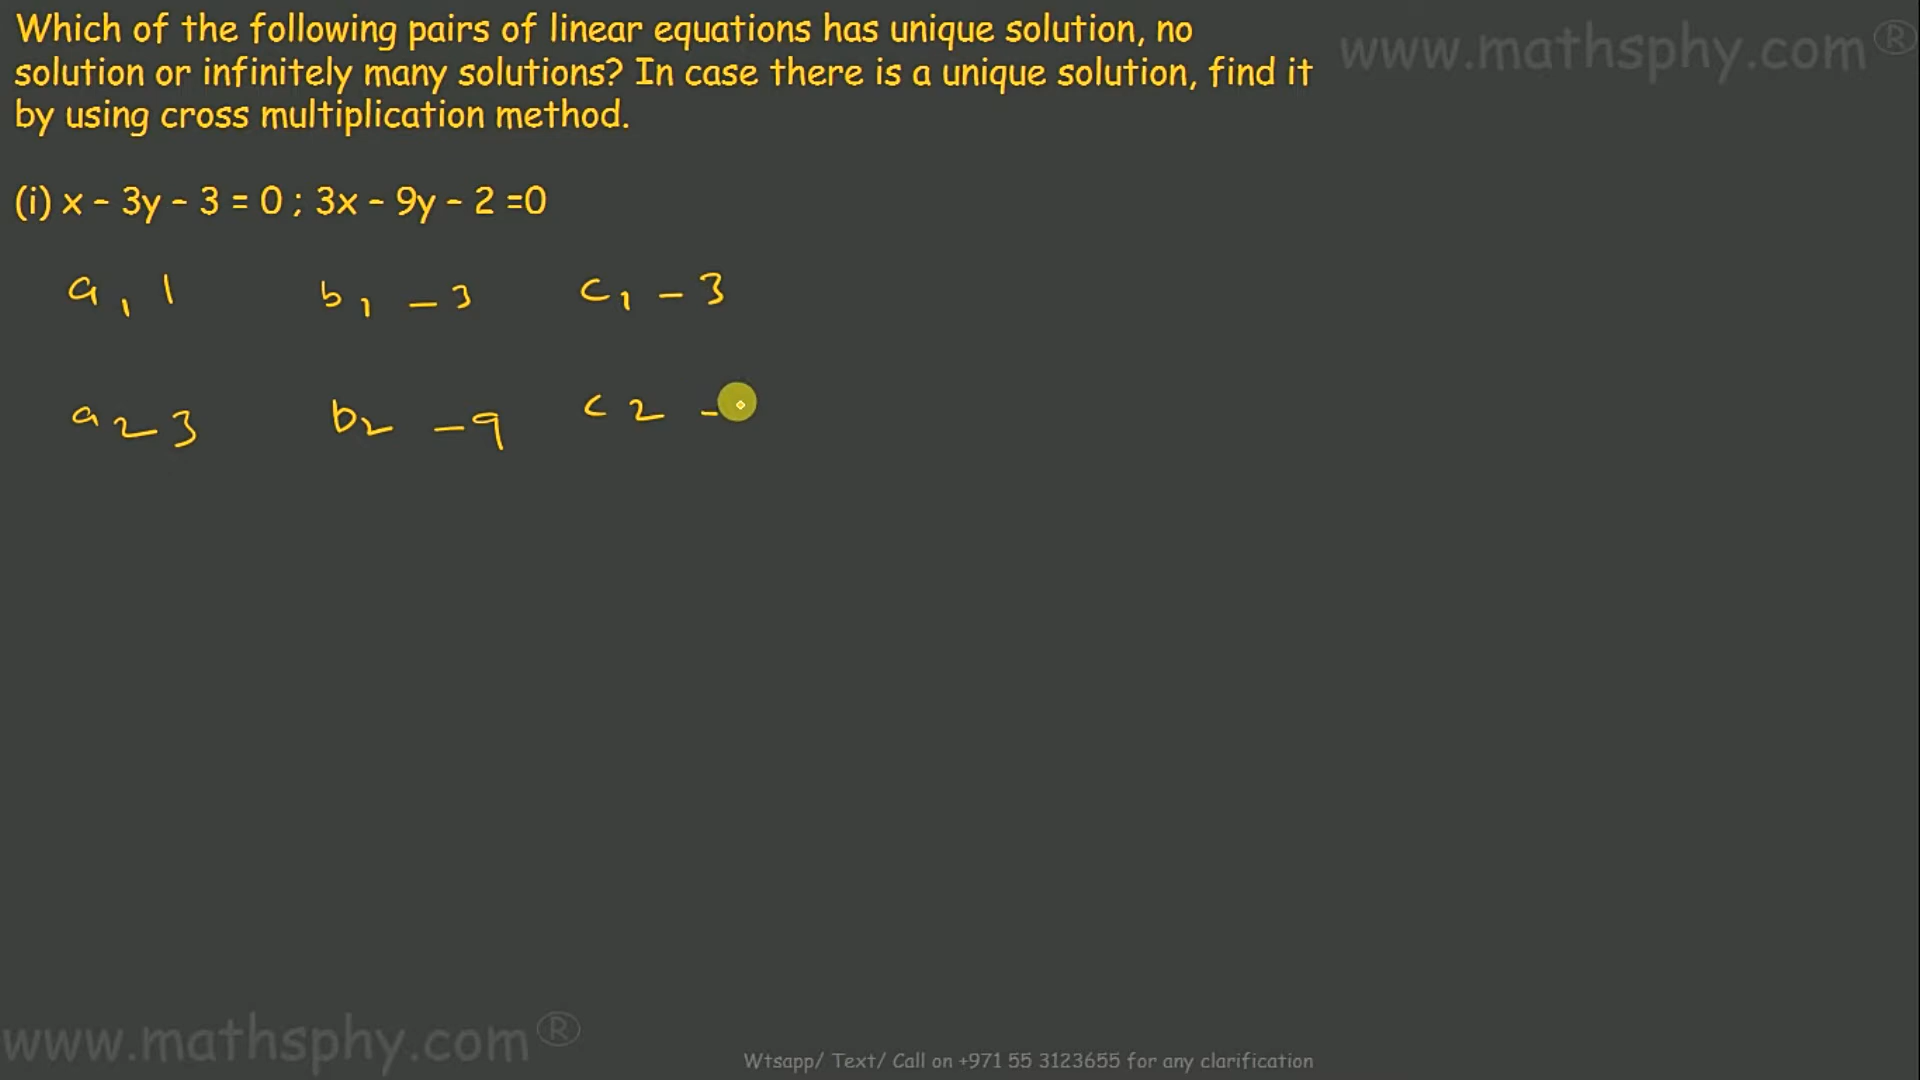 Which of the following pairs of linear equations has unique solution, no
solution or infinitely many solutions? In case there is a unique solution, find it
by using cross multiplication method.
www.mathsphy.com®
(i) x – 3y – 3 = 0 ; 3x – 9y – 2 =0
a₁ 1 b₁ – 3 c₁ – 3
a₂ 3 b₂ – 9 c₂ –
www.mathsphy.com®
Wtsapp/ Text/ Call on +971 55 3123655 for any clarification